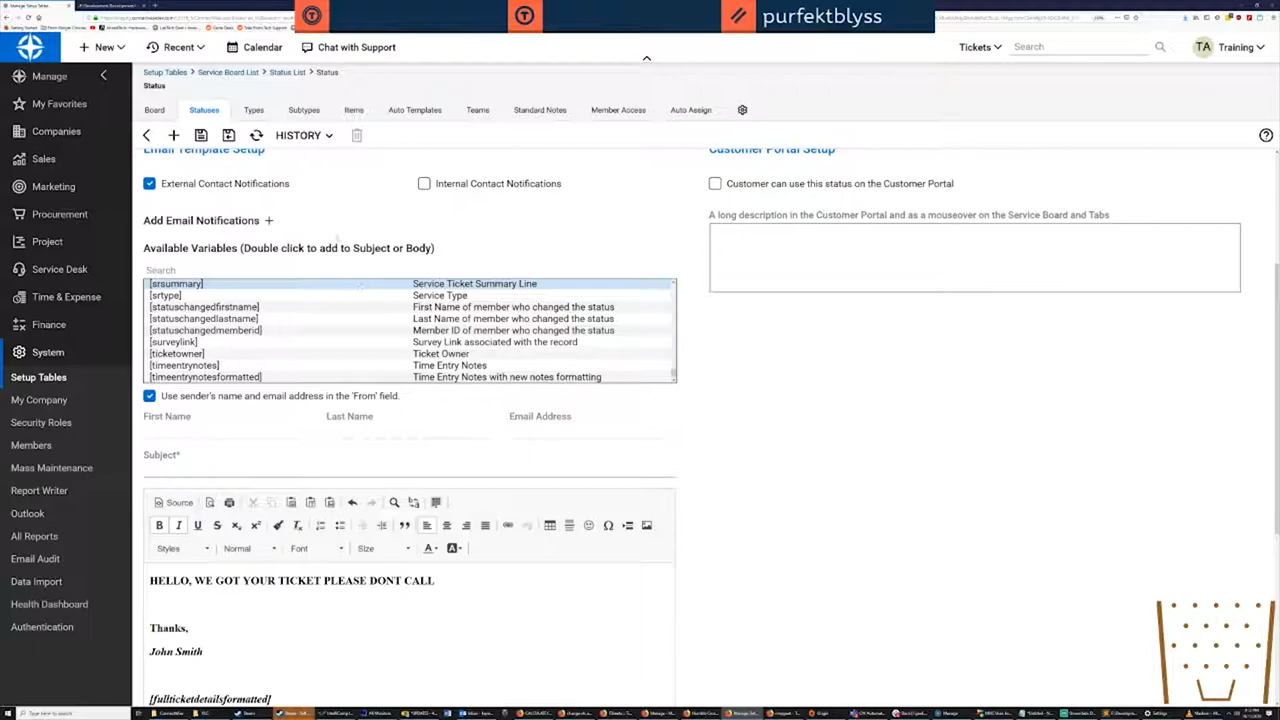 TurfnSurfnBliss
New
Recent
Calendar
Chat with Support
Tickets
Search
TA
Training
Manage
My Favorites
Companies
Sales
Marketing
Procurement
Project
Service Desk
Time & Expense
Finance
System
Setup Tables
My Company
Security Roles
Members
Mass Maintenance
Report Writer
Outlook
All Reports
Email Audit
Data Import
Health Dashboard
Authentication
Setup Tables > Service Board List > Status List > Status
Status
Board Statuses Types Subtypes Items Auto Templates Teams Standard Notes Member Access Auto Assign
HISTORY
Email Template Setup
Customer Portal Setup
External Contact Notifications
Internal Contact Notifications
Customer can use this status on the Customer Portal
Add Email Notifications +
A long description in the Customer Portal and as a mouseover on the Service Board and Tabs
Available Variables (Double click to add to Subject or Body)
Search
[srsummary] Service Ticket Summary Line
[srtype] Service Type
[statuschangedfirstname] First Name of member who changed the status
[statuschangedlastname] Last Name of member who changed the status
[statuschangedmemberid] Member ID of member who changed the status
[surveylink] Survey Link associated with the record
[ticketowner] Ticket Owner
[timeentrynotes] Time Entry Notes
[timeentrynotesformatted] Time Entry Notes with new notes formatting
Use sender's name and email address in the 'From' field.
First Name Last Name Email Address
Subject*
Source
Styles Normal Font Size
HELLO, WE GOT YOUR TICKET PLEASE DONT CALL
Thanks,
John Smith
[fullticketdetailsformatted]
Type here to search